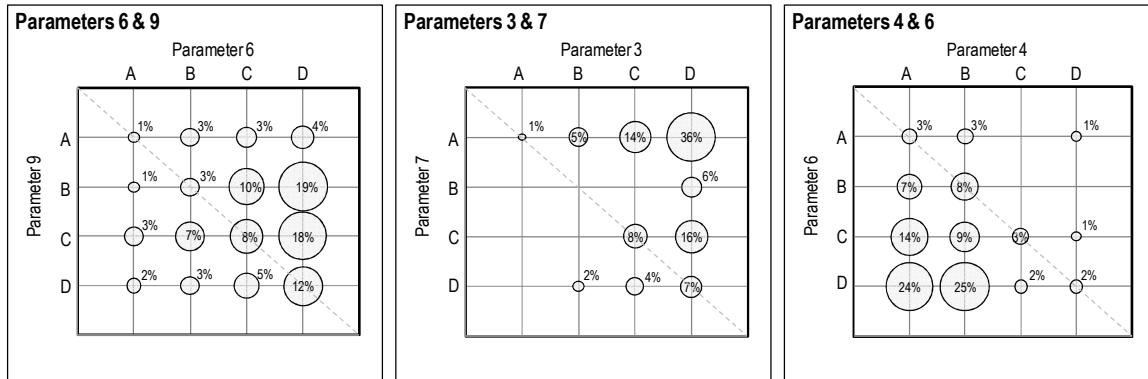 Parameters 6 & 9
Parameter 6
A B C D
Parameter 9
A 1% 3% 3% 4%
B 1% 3% 10% 19%
C 3% 7% 8% 18%
D 2% 3% 5% 12%
Parameters 3 & 7
Parameter 3
A B C D
Parameter 7
A 1% 5% 14% 36%
B 6%
C 8% 16%
D 2% 4% 7%
Parameters 4 & 6
Parameter 4
A B C D
Parameter 6
A 3% 3% 1%
B 7% 8%
C 14% 9% 3% 1%
D 24% 25% 2% 2%